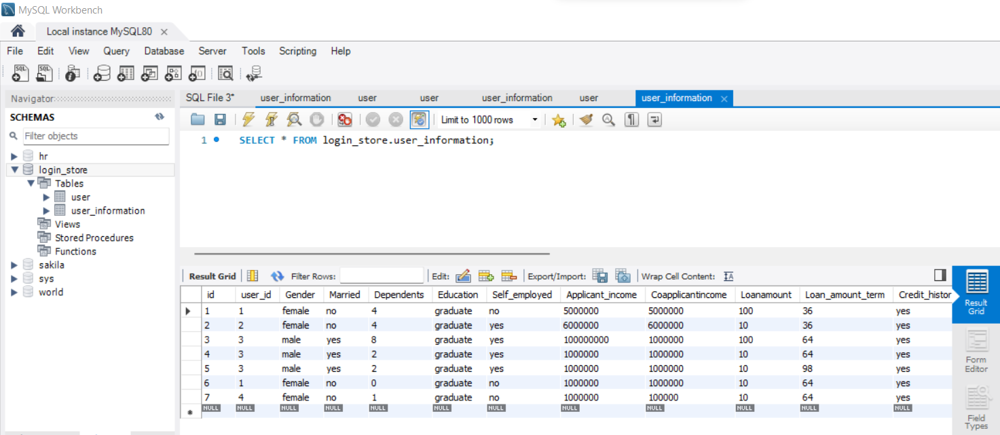 MySQL Workbench
Local instance MySQL80
File Edit View Query Database Server Tools Scripting Help
Navigator
SCHEMAS
Filter objects
hr
login_store
Tables
user
user_information
Views
Stored Procedures
Functions
sakila
sys
world
SQL File 3* user_information user user user_information user user_information
Limit to 1000 rows
1 SELECT * FROM login_store.user_information;
Result Grid Filter Rows: Edit: Export/Import: Wrap Cell Content:
id user_id Gender Married Dependents Education Self_employed Applicant_income Coapplicantincome Loanamount Loan_amount_term Credit_histor
1 1 female no 4 graduate no 5000000 5000000 100 36 yes
2 2 female no 4 graduate yes 6000000 6000000 10 36 yes
3 3 male yes 8 graduate yes 100000000 1000000 100 64 yes
4 3 male yes 2 graduate yes 1000000 1000000 10 64 yes
5 3 male yes 2 graduate yes 1000000 1000000 10 98 yes
6 1 female no 0 graduate no 1000000 1000000 10 64 yes
7 4 female no 1 graduate no 1000000 100000 10 64 yes
NULL NULL NULL NULL NULL NULL NULL NULL NULL NULL NULL NULL
Result
Grid
Form
Editor
Field
Types